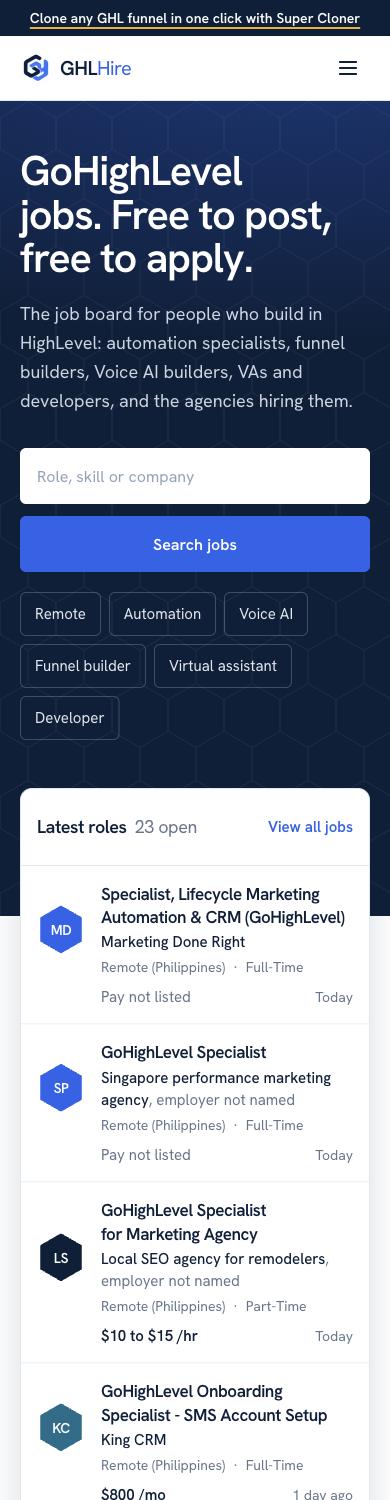 Clone any GHL funnel in one click with Super Cloner
GHLHire
GoHighLevel
jobs. Free to post,
free to apply.
The job board for people who build in
HighLevel: automation specialists, funnel
builders, Voice AI builders, VAs and
developers, and the agencies hiring them.
Role, skill or company
Search jobs
Remote
Automation
Voice AI
Funnel builder
Virtual assistant
Developer
Latest roles 23 open
View all jobs
MD
Specialist, Lifecycle Marketing
Automation & CRM (GoHighLevel)
Marketing Done Right
Remote (Philippines) · Full-Time
Pay not listed
Today
SP
GoHighLevel Specialist
Singapore performance marketing
agency, employer not named
Remote (Philippines) · Full-Time
Pay not listed
Today
LS
GoHighLevel Specialist
for Marketing Agency
Local SEO agency for remodelers,
employer not named
Remote (Philippines) · Part-Time
$10 to $15 /hr
Today
KC
GoHighLevel Onboarding
Specialist - SMS Account Setup
King CRM
Remote (Philippines) · Full-Time
$800 /mo
1 day ago